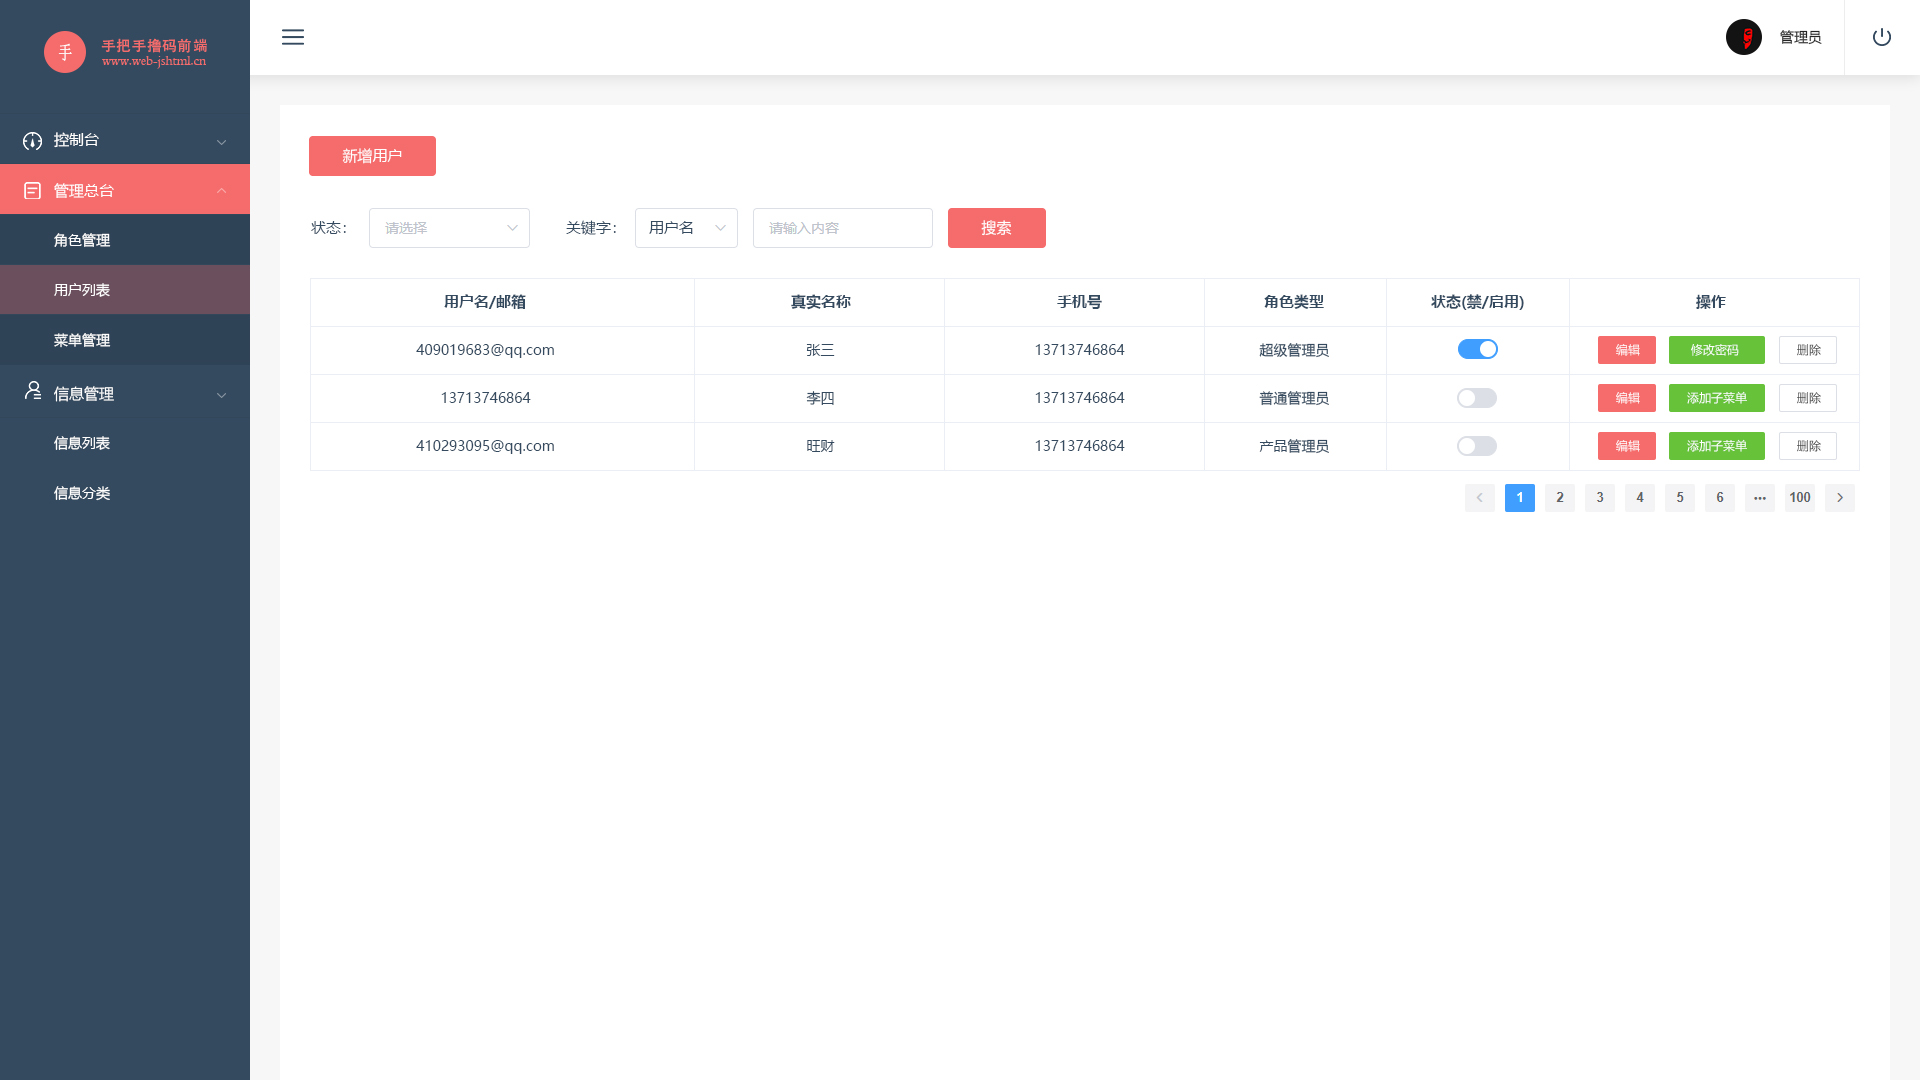 手
手把手撸码前端
www.web-jshtml.cn
管理员
控制台
管理总台
角色管理
用户列表
菜单管理
信息管理
信息列表
信息分类
新增用户
状态： 请选择 关键字： 用户名 请输入内容 搜索
用户名/邮箱 真实名称 手机号 角色类型 状态(禁/启用) 操作
409019683@qq.com 张三 13713746864 超级管理员 编辑 修改密码 删除
13713746864 李四 13713746864 普通管理员 编辑 添加子菜单 删除
410293095@qq.com 旺财 13713746864 产品管理员 编辑 添加子菜单 删除
1 2 3 4 5 6 ••• 100